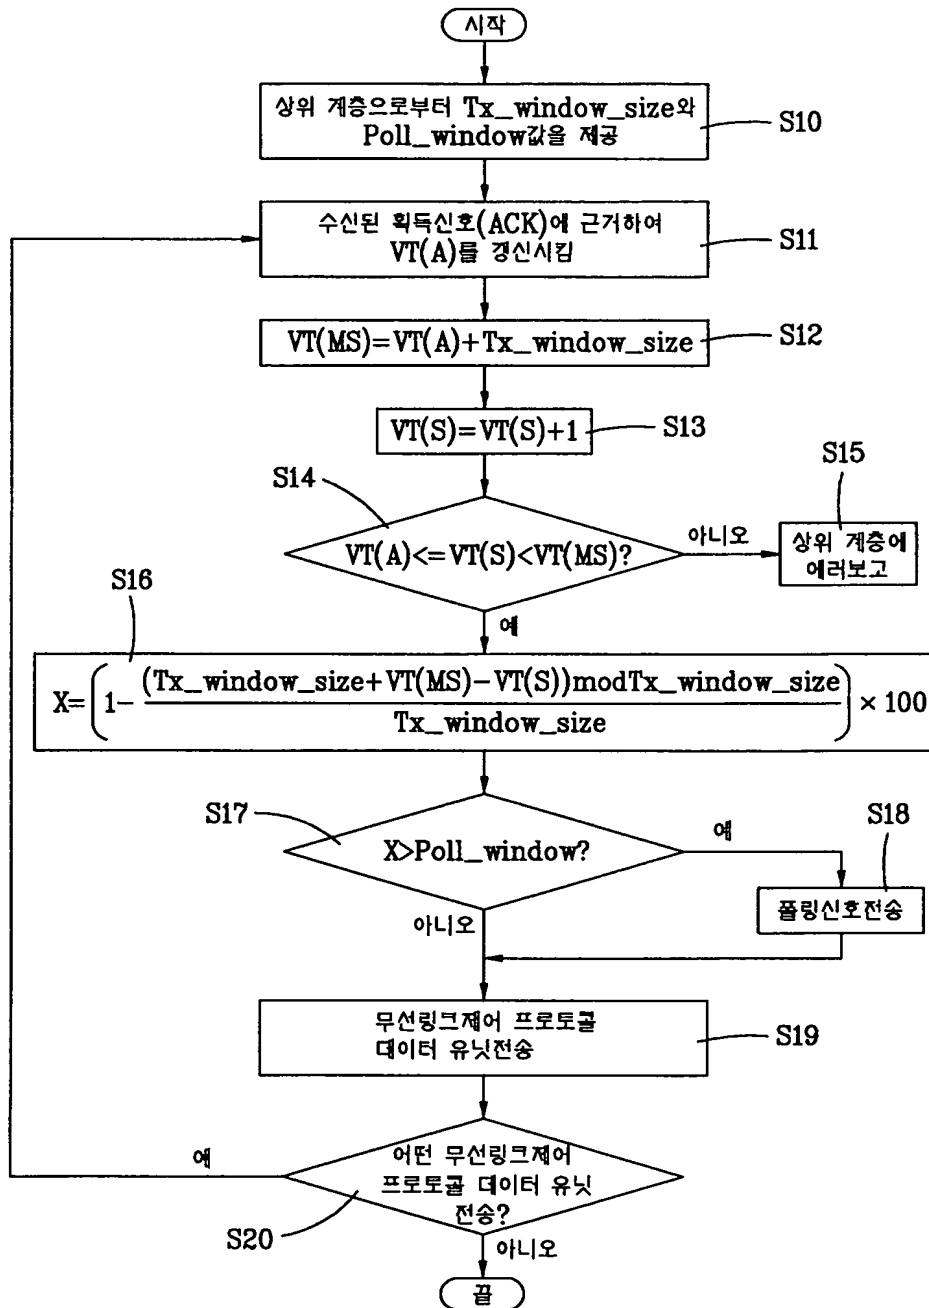 시작
상위 계층으로부터 Tx_window_size와
Poll_window값을 제공
S10
수신된 획득신호(ACK)에 근거하여
VT(A)를 갱신시킴
S11
VT(MS)=VT(A)+Tx_window_size
S12
VT(S)=VT(S)+1
S13
S14
VT(A)<=VT(S)<VT(MS)?
아니오
S15
상위 계층에
에러보고
예
S16
X=(1-(Tx_window_size+VT(MS)-VT(S))modTx_window_size/Tx_window_size)×100
S17
X>Poll_window?
예
S18
폴링신호전송
아니오
무선링크제어 프로토콜
데이터 유닛전송
S19
예
어떤 무선링크제어
프로토콜 데이터 유닛
전송?
S20
아니오
끝